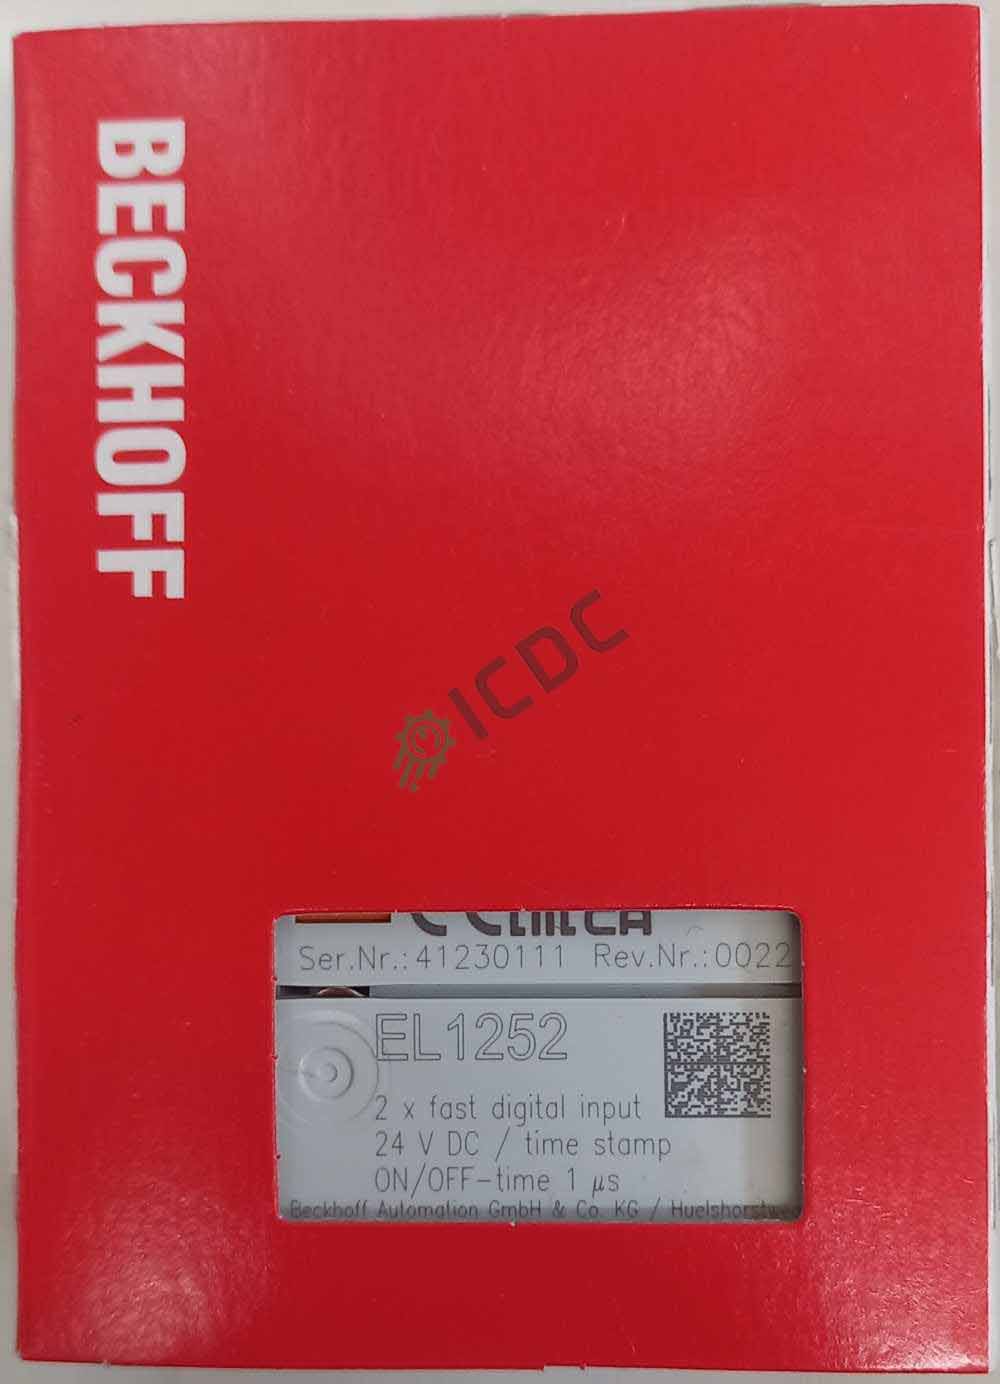 BECKHOFF
ICDC
Ser.Nr.: 41230111 Rev.Nr.: 0022
EL1252
2 x fast digital input
24 V DC / time stamp
ON/OFF-time 1 µs
Beckhoff Automation GmbH & Co. KG / Huelshorstweg